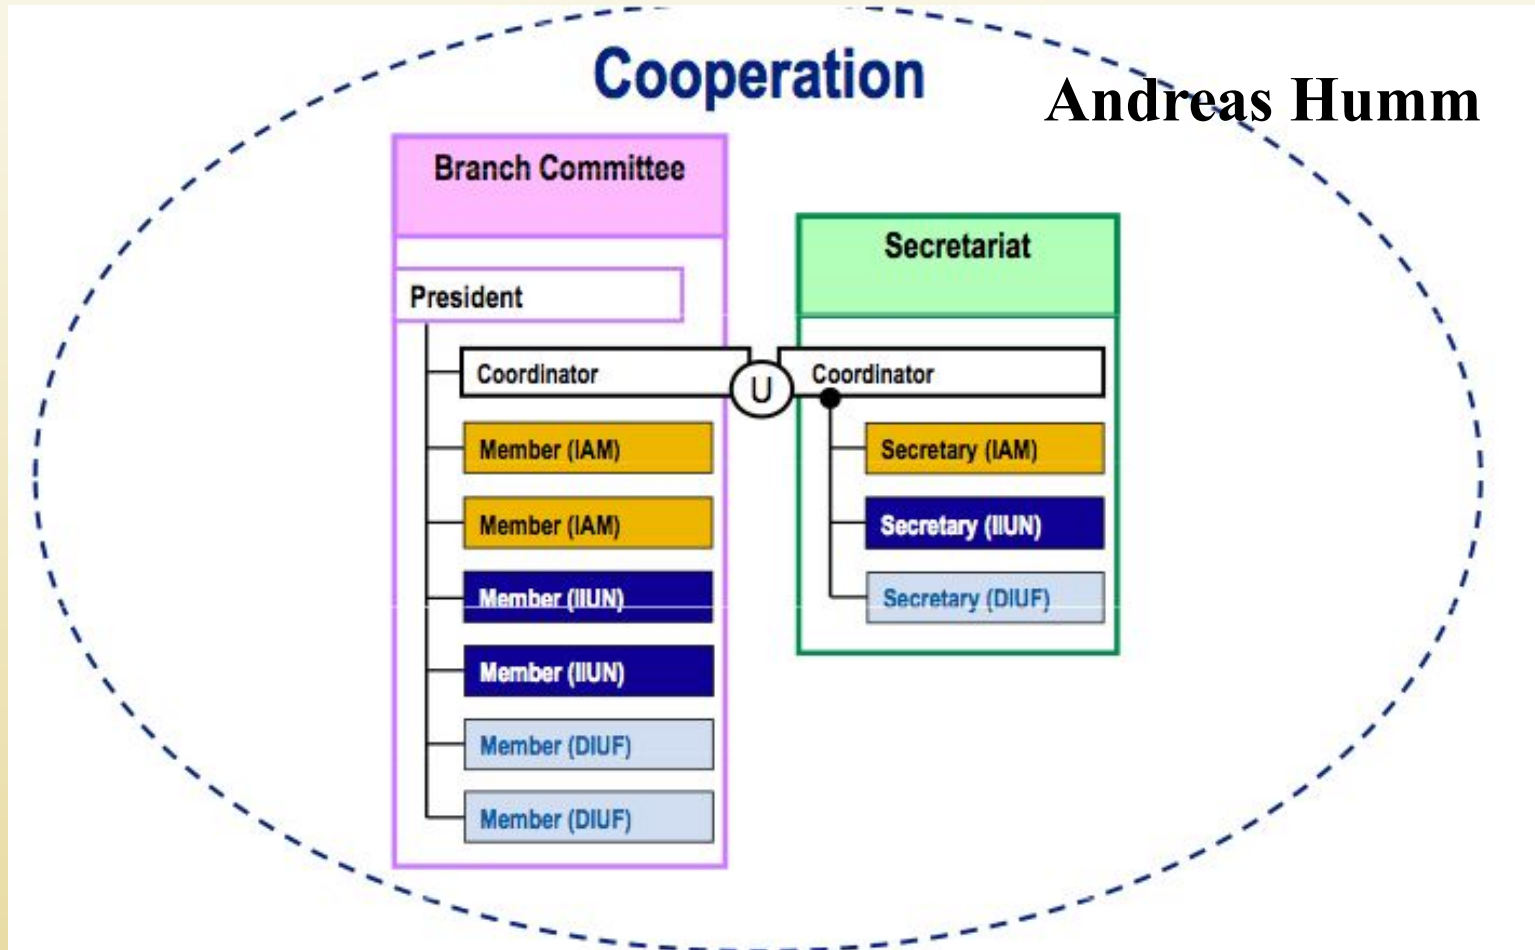 Cooperation
Andreas Humm
Branch Committee
Secretariat
President
Coordinator
U
Coordinator
Member (IAM)
Secretary (IAM)
Member (IAM)
Secretary (IIUN)
Member (IIUN)
Secretary (DIUF)
Member (IIUN)
Member (DIUF)
Member (DIUF)